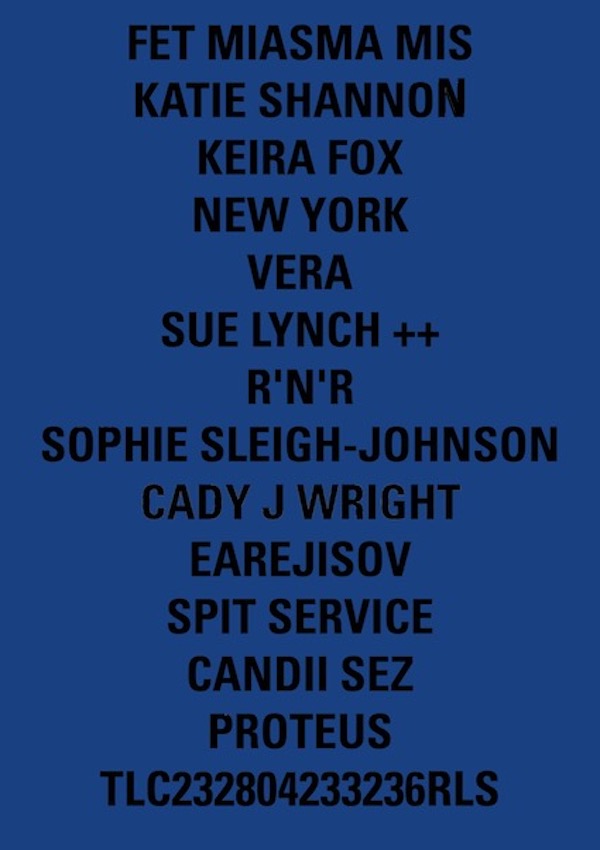 FET MIASMA MIS
KATIE SHANNON
KEIRA FOX
NEW YORK
VERA
SUE LYNCH ++
R'N'R
SOPHIE SLEIGH-JOHNSON
CADY J WRIGHT
EAREJISOV
SPIT SERVICE
CANDII SEZ
PROTEUS
TLC232804233236RLS